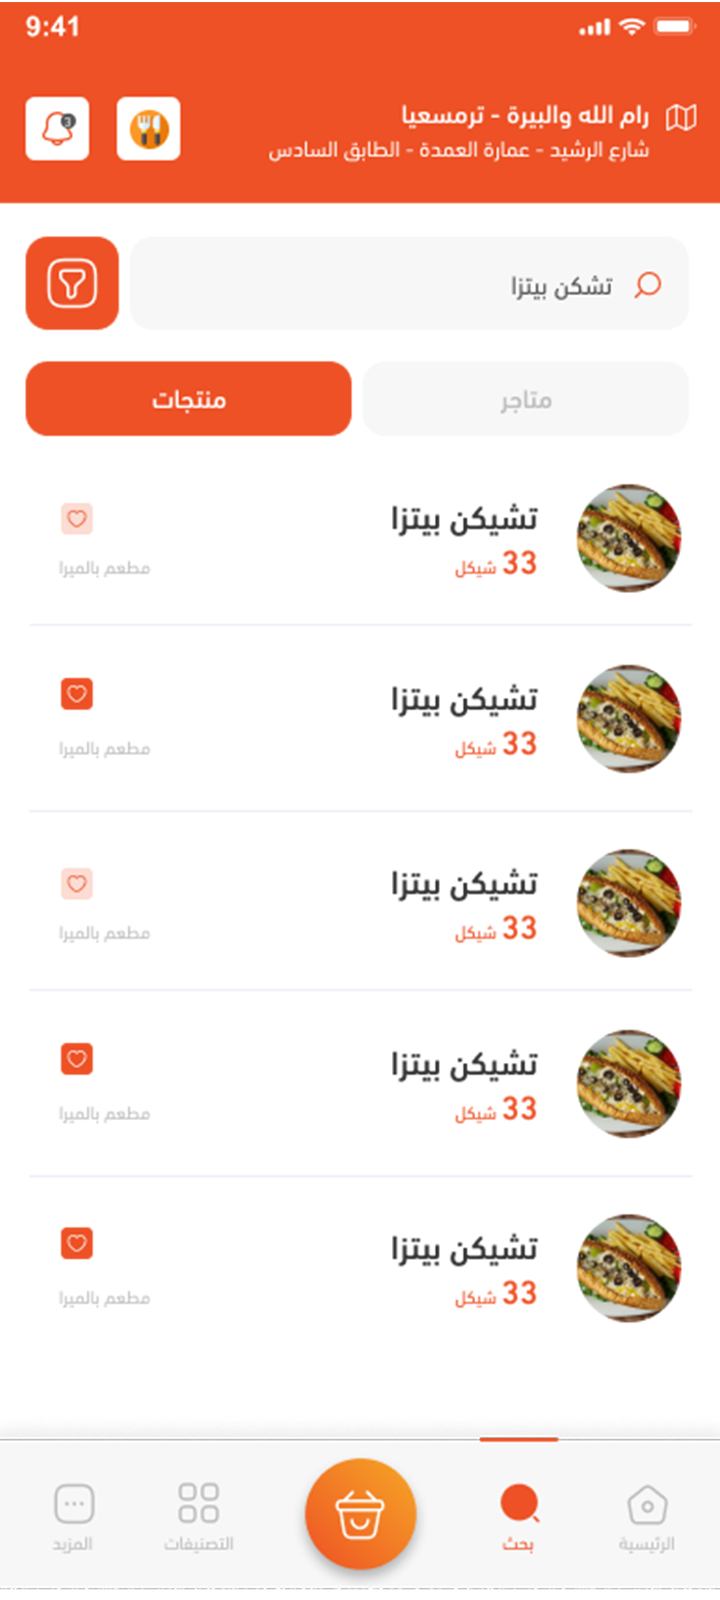 9:41
رام الله والبيرة - ترمسعيا
شارع الرشيد - عمارة العمدة - الطابق السادس
3
تشكن بيتزا
متاجر
منتجات
تشيكن بيتزا
33 شيكل
مطعم بالميرا
تشيكن بيتزا
33 شيكل
مطعم بالميرا
تشيكن بيتزا
33 شيكل
مطعم بالميرا
تشيكن بيتزا
33 شيكل
مطعم بالميرا
تشيكن بيتزا
33 شيكل
مطعم بالميرا
الرئيسية
بحث
التصنيفات
المزيد